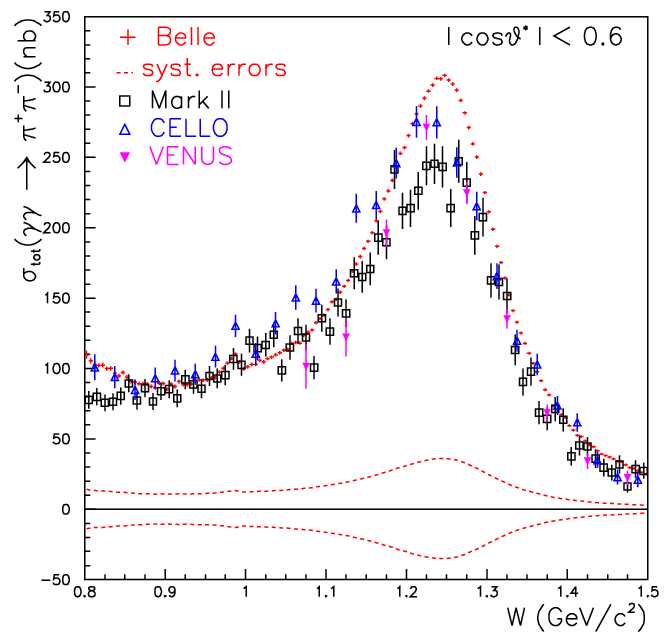 σtot(γγ → π⁺π⁻)(nb)
350
300
250
200
150
100
50
0
−50
Belle
syst. errors
Mark II
CELLO
VENUS
| cosϑ* | < 0.6
0.8 0.9 1 1.1 1.2 1.3 1.4 1.5
W (GeV/c²)